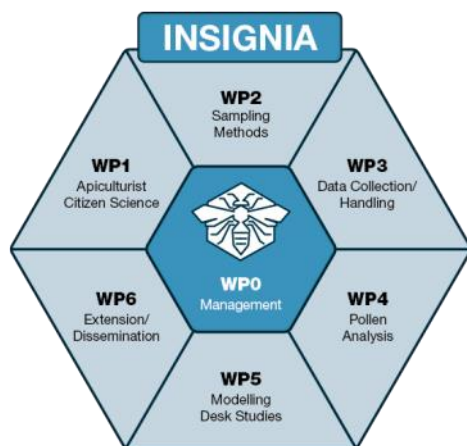 INSIGNIA
WP2
Sampling
Methods
WP1
Apiculturist
Citizen Science
WP3
Data Collection/
Handling
WP0
Management
WP6
Extension/
Dissemination
WP4
Pollen
Analysis
WP5
Modelling
Desk Studies